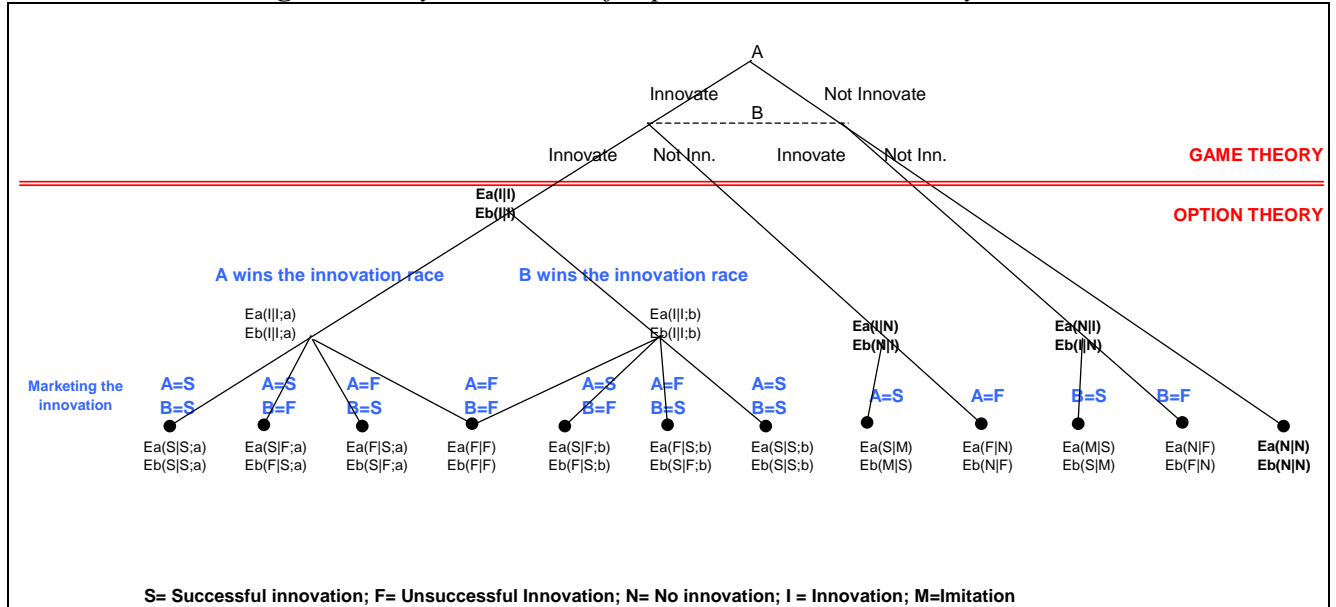 A
Innovate Not Innovate
B
Innovate Not Inn. Innovate Not Inn. GAME THEORY
Ea(I|I)
Eb(I|I)
OPTION THEORY
A wins the innovation race B wins the innovation race
Ea(I|I;a) Ea(I|I;b)
Eb(I|I;a) Eb(I|I;b)
Ea(I|N) Ea(N|I)
Eb(N|I) Eb(I|N)
Marketing the innovation
A=S A=S A=F A=F A=S A=F A=S
B=S B=F B=S B=F B=F B=S B=S
A=S A=F B=S B=F
Ea(S|S;a) Ea(S|F;a) Ea(F|S;a) Ea(F|F) Ea(S|F;b) Ea(F|S;b) Ea(S|S;b) Ea(S|M) Ea(F|N) Ea(M|S) Ea(N|F) Ea(N|N)
Eb(S|S;a) Eb(F|S;a) Eb(S|F;a) Eb(F|F) Eb(F|S;b) Eb(S|F;b) Eb(S|S;b) Eb(M|S) Eb(N|F) Eb(S|M) Eb(F|N) Eb(N|N)
S= Successful innovation; F= Unsuccessful Innovation; N= No innovation; I = Innovation; M=Imitation